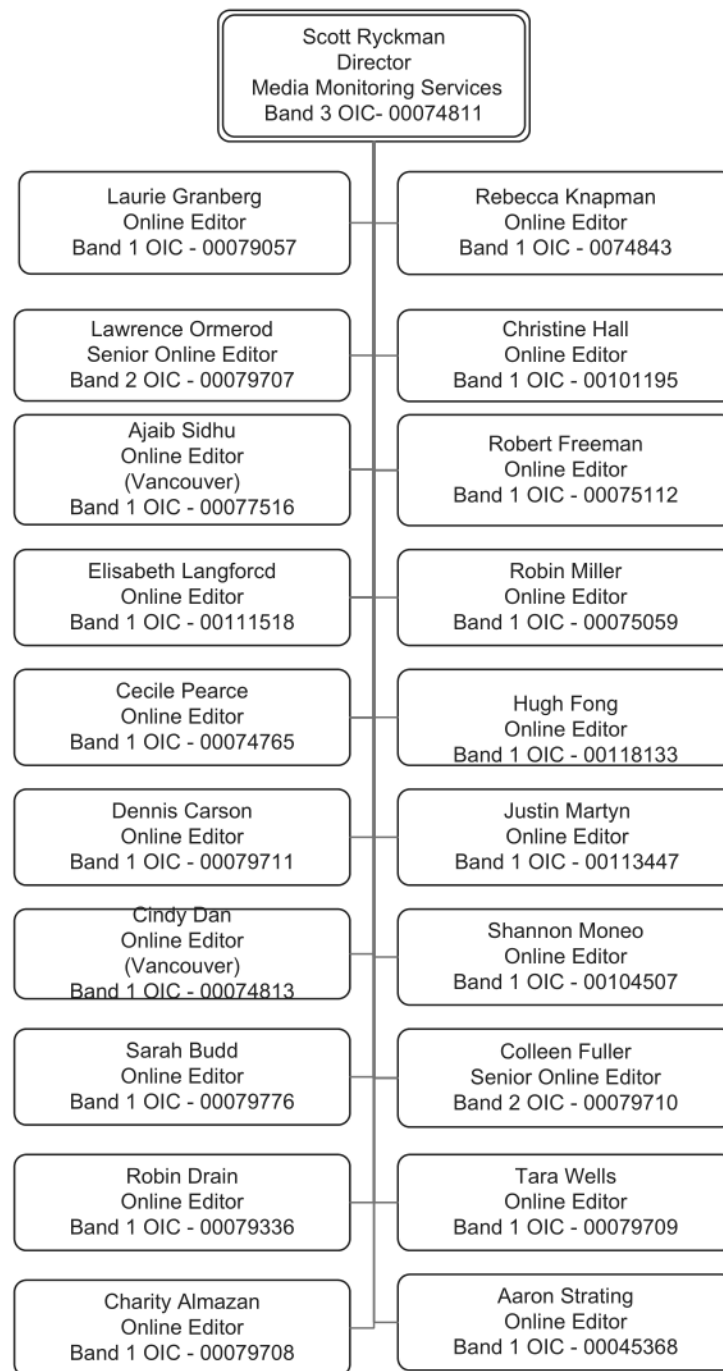 Scott Ryckman
Director
Media Monitoring Services
Band 3 OIC- 00074811
Laurie Granberg
Online Editor
Band 1 OIC - 00079057
Rebecca Knapman
Online Editor
Band 1 OIC - 0074843
Lawrence Ormerod
Senior Online Editor
Band 2 OIC - 00079707
Christine Hall
Online Editor
Band 1 OIC - 00101195
Ajaib Sidhu
Online Editor
(Vancouver)
Band 1 OIC - 00077516
Robert Freeman
Online Editor
Band 1 OIC - 00075112
Elisabeth Langforcd
Online Editor
Band 1 OIC - 00111518
Robin Miller
Online Editor
Band 1 OIC - 00075059
Cecile Pearce
Online Editor
Band 1 OIC - 00074765
Hugh Fong
Online Editor
Band 1 OIC - 00118133
Dennis Carson
Online Editor
Band 1 OIC - 00079711
Justin Martyn
Online Editor
Band 1 OIC - 00113447
Cindy Dan
Online Editor
(Vancouver)
Band 1 OIC - 00074813
Shannon Moneo
Online Editor
Band 1 OIC - 00104507
Sarah Budd
Online Editor
Band 1 OIC - 00079776
Colleen Fuller
Senior Online Editor
Band 2 OIC - 00079710
Robin Drain
Online Editor
Band 1 OIC - 00079336
Tara Wells
Online Editor
Band 1 OIC - 00079709
Charity Almazan
Online Editor
Band 1 OIC - 00079708
Aaron Strating
Online Editor
Band 1 OIC - 00045368